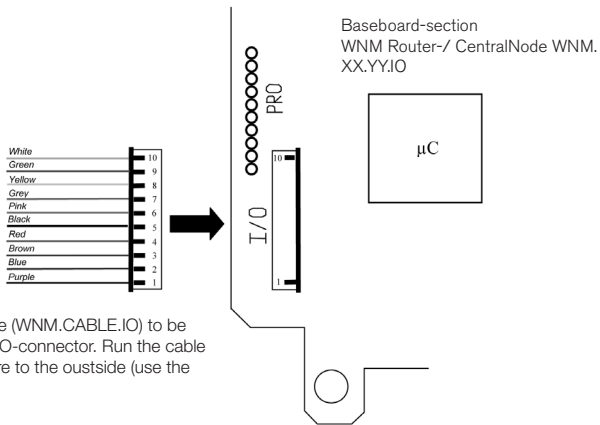 Baseboard-section
WNM Router-/ CentralNode WNM.
XX.YY.IO
PRO
µC
I/O
10
1
White
Green
Yellow
Grey
Pink
Black
Red
Brown
Blue
Purple
10
9
8
7
6
5
4
3
2
1
e (WNM.CABLE.IO) to be
O-connector. Run the cable
re to the oustside (use the